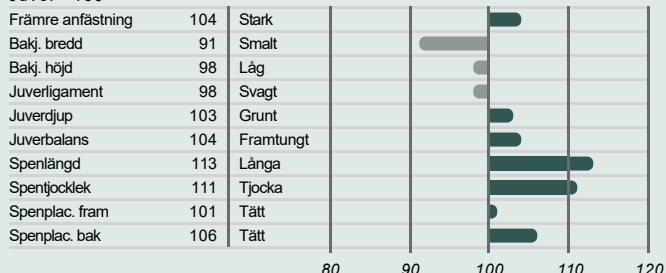 Främre anfästning 104 Stark
Bakj. bredd 91 Smalt
Bakj. höjd 98 Låg
Juverligament 98 Svagt
Juverdjup 103 Grunt
Juverbalans 104 Framtungt
Spenlängd 113 Långa
Spentjocklek 111 Tjocka
Spenplac. fram 101 Tätt
Spenplac. bak 106 Tätt
80 90 100 110 120